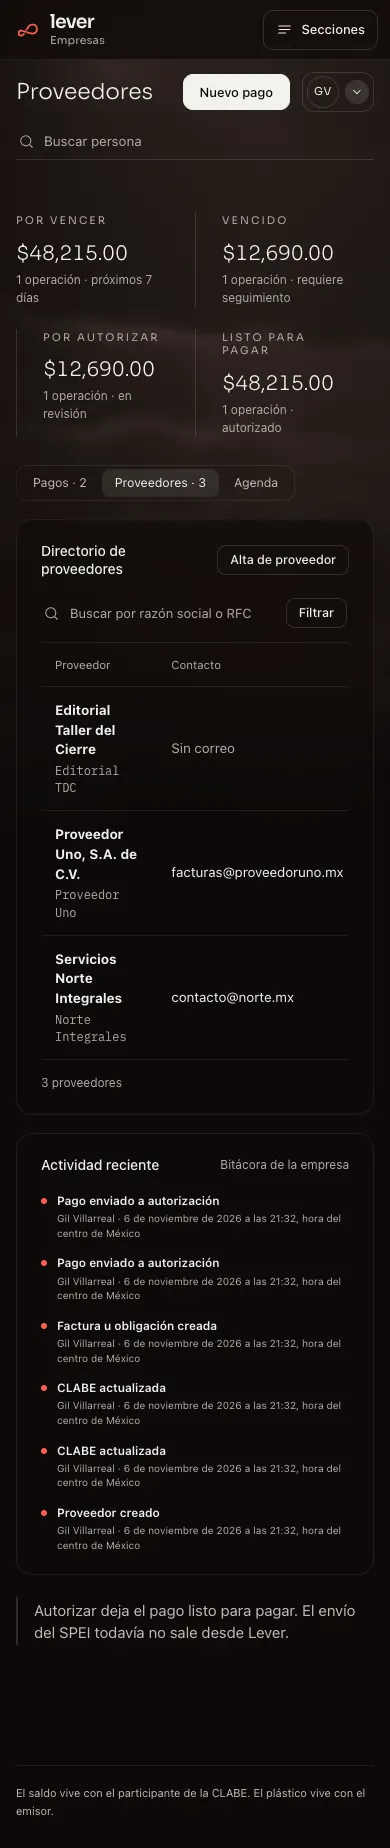 lever
Empresas
Secciones
Proveedores
Nuevo pago
GV
Buscar persona
POR VENCER
$48,215.00
1 operación · próximos 7
días
VENCIDO
$12,690.00
1 operación · requiere
seguimiento
POR AUTORIZAR
$12,690.00
1 operación · en
revisión
LISTO PARA
PAGAR
$48,215.00
1 operación ·
autorizado
Pagos · 2
Proveedores · 3
Agenda
Directorio de
proveedores
Alta de proveedor
Buscar por razón social o RFC
Filtrar
Proveedor
Contacto
Editorial
Taller del
Cierre
Editorial
TDC
Sin correo
Proveedor
Uno, S.A. de
C.V.
Proveedor
Uno
facturas@proveedoruno.mx
Servicios
Norte
Integrales
Norte
Integrales
contacto@norte.mx
3 proveedores
Actividad reciente
Bitácora de la empresa
Pago enviado a autorización
Gil Villarreal · 6 de noviembre de 2026 a las 21:32, hora del
centro de México
Pago enviado a autorización
Gil Villarreal · 6 de noviembre de 2026 a las 21:32, hora del
centro de México
Factura u obligación creada
Gil Villarreal · 6 de noviembre de 2026 a las 21:32, hora del
centro de México
CLABE actualizada
Gil Villarreal · 6 de noviembre de 2026 a las 21:32, hora del
centro de México
CLABE actualizada
Gil Villarreal · 6 de noviembre de 2026 a las 21:32, hora del
centro de México
Proveedor creado
Gil Villarreal · 6 de noviembre de 2026 a las 21:32, hora del
centro de México
Autorizar deja el pago listo para pagar. El envío
del SPEI todavía no sale desde Lever.
El saldo vive con el participante de la CLABE. El plástico vive con el
emisor.